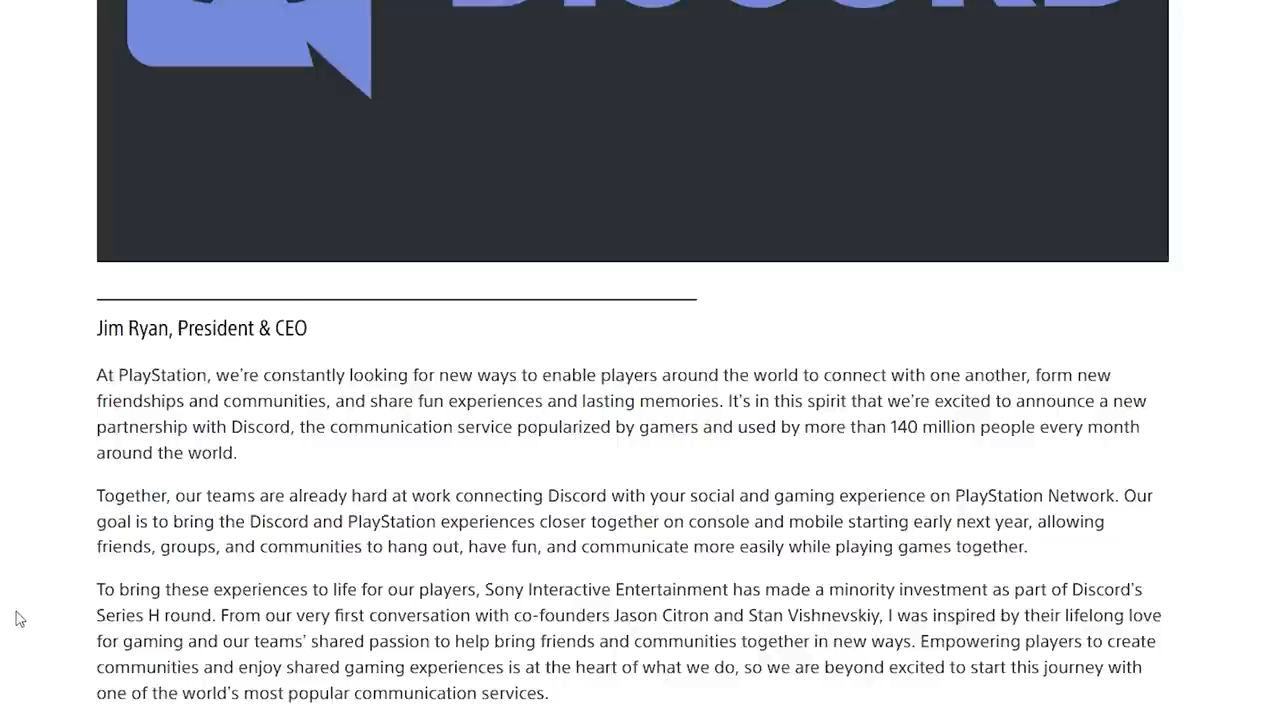 DISCORD
Jim Ryan, President & CEO
At PlayStation, we’re constantly looking for new ways to enable players around the world to connect with one another, form new
friendships and communities, and share fun experiences and lasting memories. It’s in this spirit that we’re excited to announce a new
partnership with Discord, the communication service popularized by gamers and used by more than 140 million people every month
around the world.
Together, our teams are already hard at work connecting Discord with your social and gaming experience on PlayStation Network. Our
goal is to bring the Discord and PlayStation experiences closer together on console and mobile starting early next year, allowing
friends, groups, and communities to hang out, have fun, and communicate more easily while playing games together.
To bring these experiences to life for our players, Sony Interactive Entertainment has made a minority investment as part of Discord’s
Series H round. From our very first conversation with co-founders Jason Citron and Stan Vishnevskiy, I was inspired by their lifelong love
for gaming and our teams’ shared passion to help bring friends and communities together in new ways. Empowering players to create
communities and enjoy shared gaming experiences is at the heart of what we do, so we are beyond excited to start this journey with
one of the world’s most popular communication services.